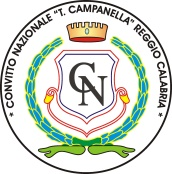 * CONVITTO NAZIONALE "T. CAMPANELLA" REGGIO CALABRIA *
CN